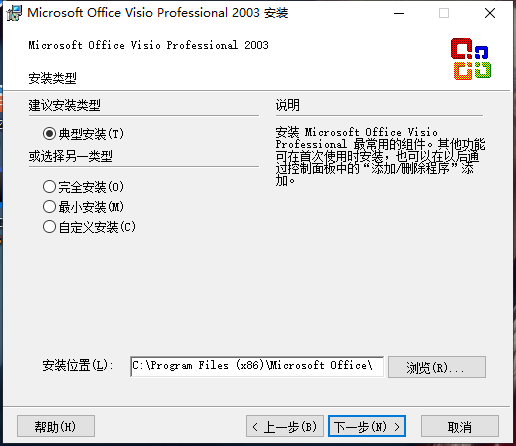 Microsoft Office Visio Professional 2003 安装
Microsoft Office Visio Professional 2003
安装类型
建议安装类型
典型安装(T)
或选择另一类型
完全安装(O)
最小安装(M)
自定义安装(C)
说明
安装 Microsoft Office Visio
Professional 最常用的组件。其他功能
可在首次使用时安装，也可以在以后通
过控制面板中的“添加/删除程序”添
加。
安装位置(L):
C:\Program Files (x86)\Microsoft Office\
浏览(R)...
帮助(H)
< 上一步(B)
下一步(N) >
取消